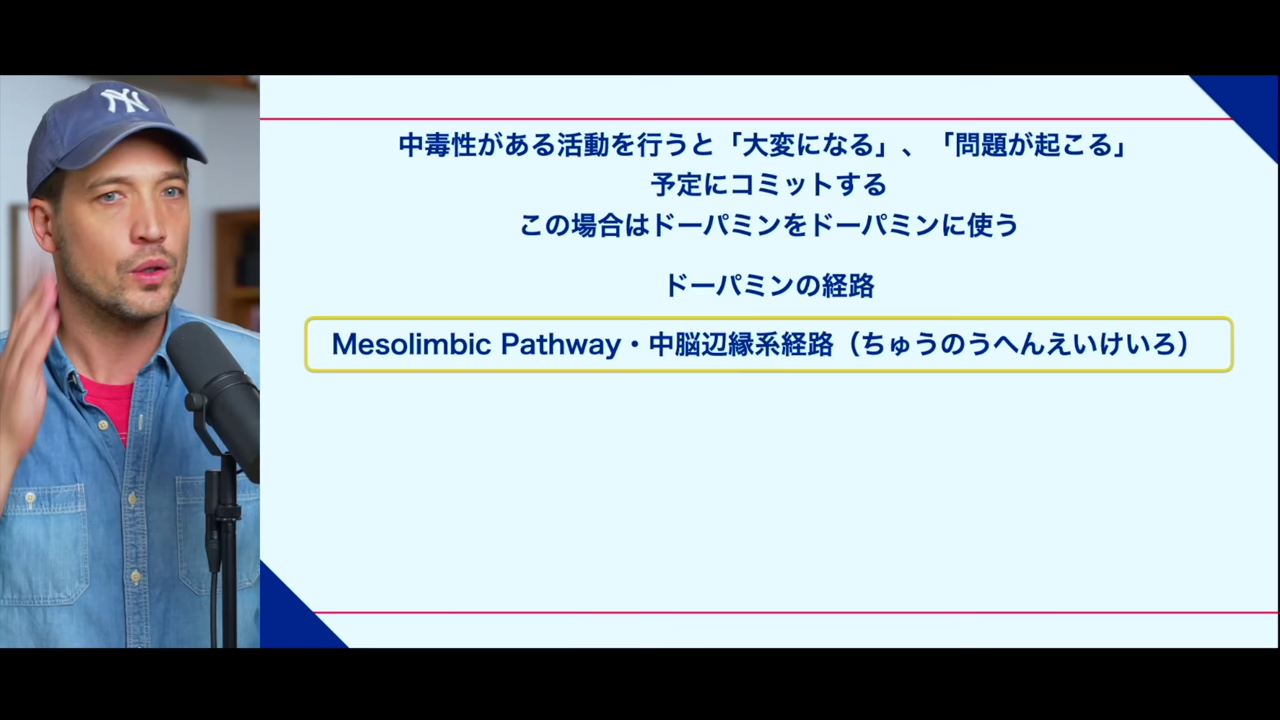 NY
中毒性がある活動を行うと「大変になる」、「問題が起こる」
予定にコミットする
この場合はドーパミンをドーパミンに使う
ドーパミンの経路
Mesolimbic Pathway・中脳辺縁系経路（ちゅうのうへんえいけいろ）